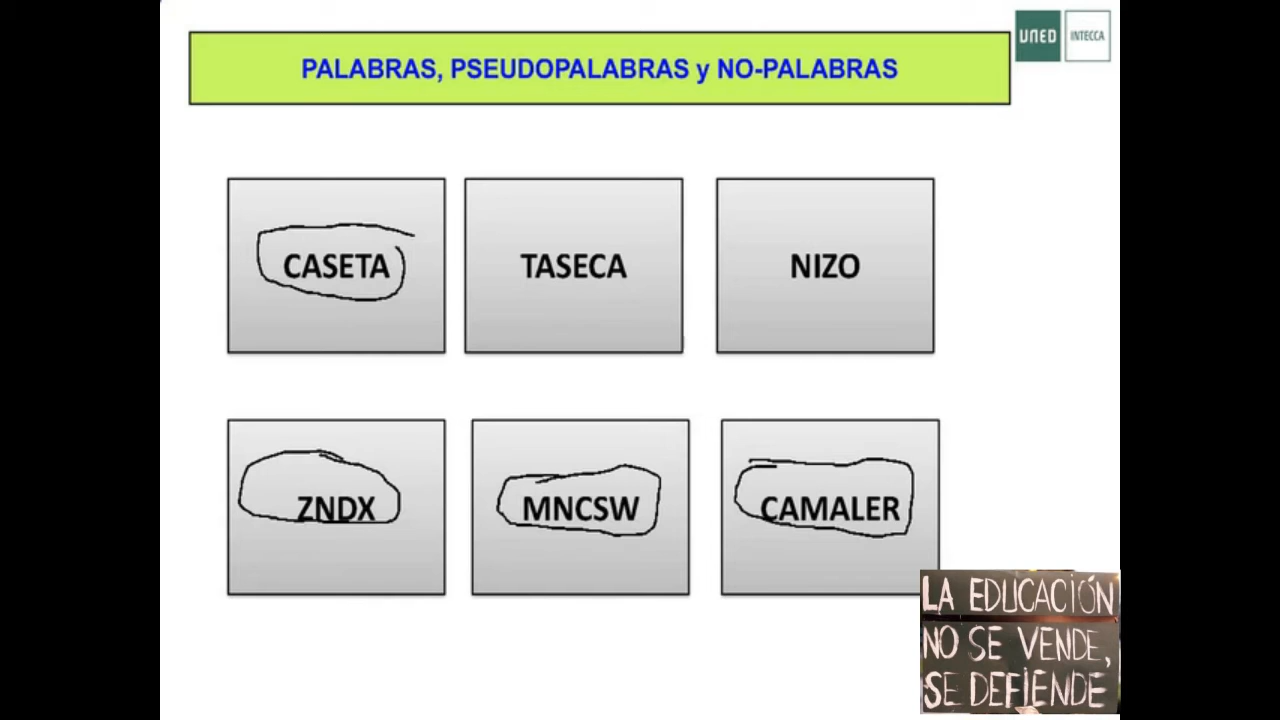 UNED INTECCA
PALABRAS, PSEUDOPALABRAS y NO-PALABRAS
CASETA
TASECA
NIZO
ZNDX
MNCSW
CAMALER
LA EDUCACIÓN
NO SE VENDE,
SE DEFIENDE